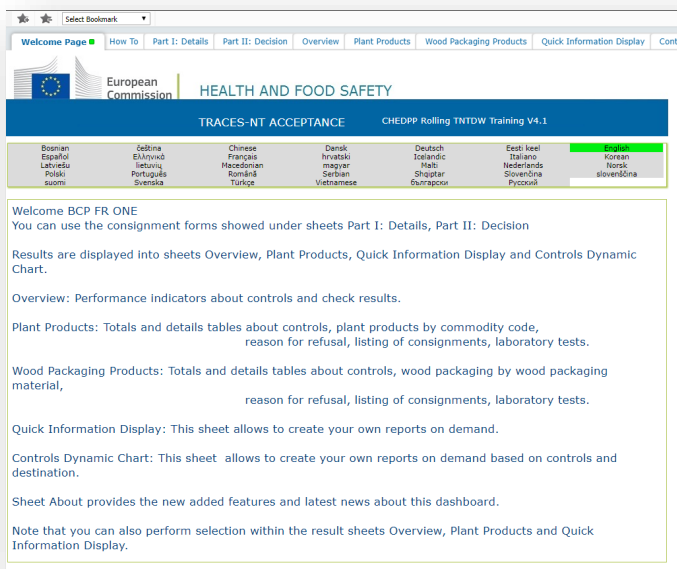 Select Bookmark
Welcome Page How To Part I: Details Part II: Decision Overview Plant Products Wood Packaging Products Quick Information Display Cont
European
Commission
HEALTH AND FOOD SAFETY
TRACES-NT ACCEPTANCE CHEDPP Rolling TNTDW Training V4.1
Bosnian čeština Chinese Dansk Deutsch Eesti keel English
Español Ελληνικά Français hrvatski Icelandic Italiano Korean
Latviešu lietuvių Macedonian magyar Malti Nederlands Norsk
Polski Português Română Serbian Shqiptar Slovenčina slovenščina
suomi Svenska Türkçe Vietnamese български Русский
Welcome BCP FR ONE
You can use the consignment forms showed under sheets Part I: Details, Part II: Decision
Results are displayed into sheets Overview, Plant Products, Quick Information Display and Controls Dynamic
Chart.
Overview: Performance indicators about controls and check results.
Plant Products: Totals and details tables about controls, plant products by commodity code,
reason for refusal, listing of consignments, laboratory tests.
Wood Packaging Products: Totals and details tables about controls, wood packaging by wood packaging
material,
reason for refusal, listing of consignments, laboratory tests.
Quick Information Display: This sheet allows to create your own reports on demand.
Controls Dynamic Chart: This sheet allows to create your own reports on demand based on controls and
destination.
Sheet About provides the new added features and latest news about this dashboard.
Note that you can also perform selection within the result sheets Overview, Plant Products and Quick
Information Display.